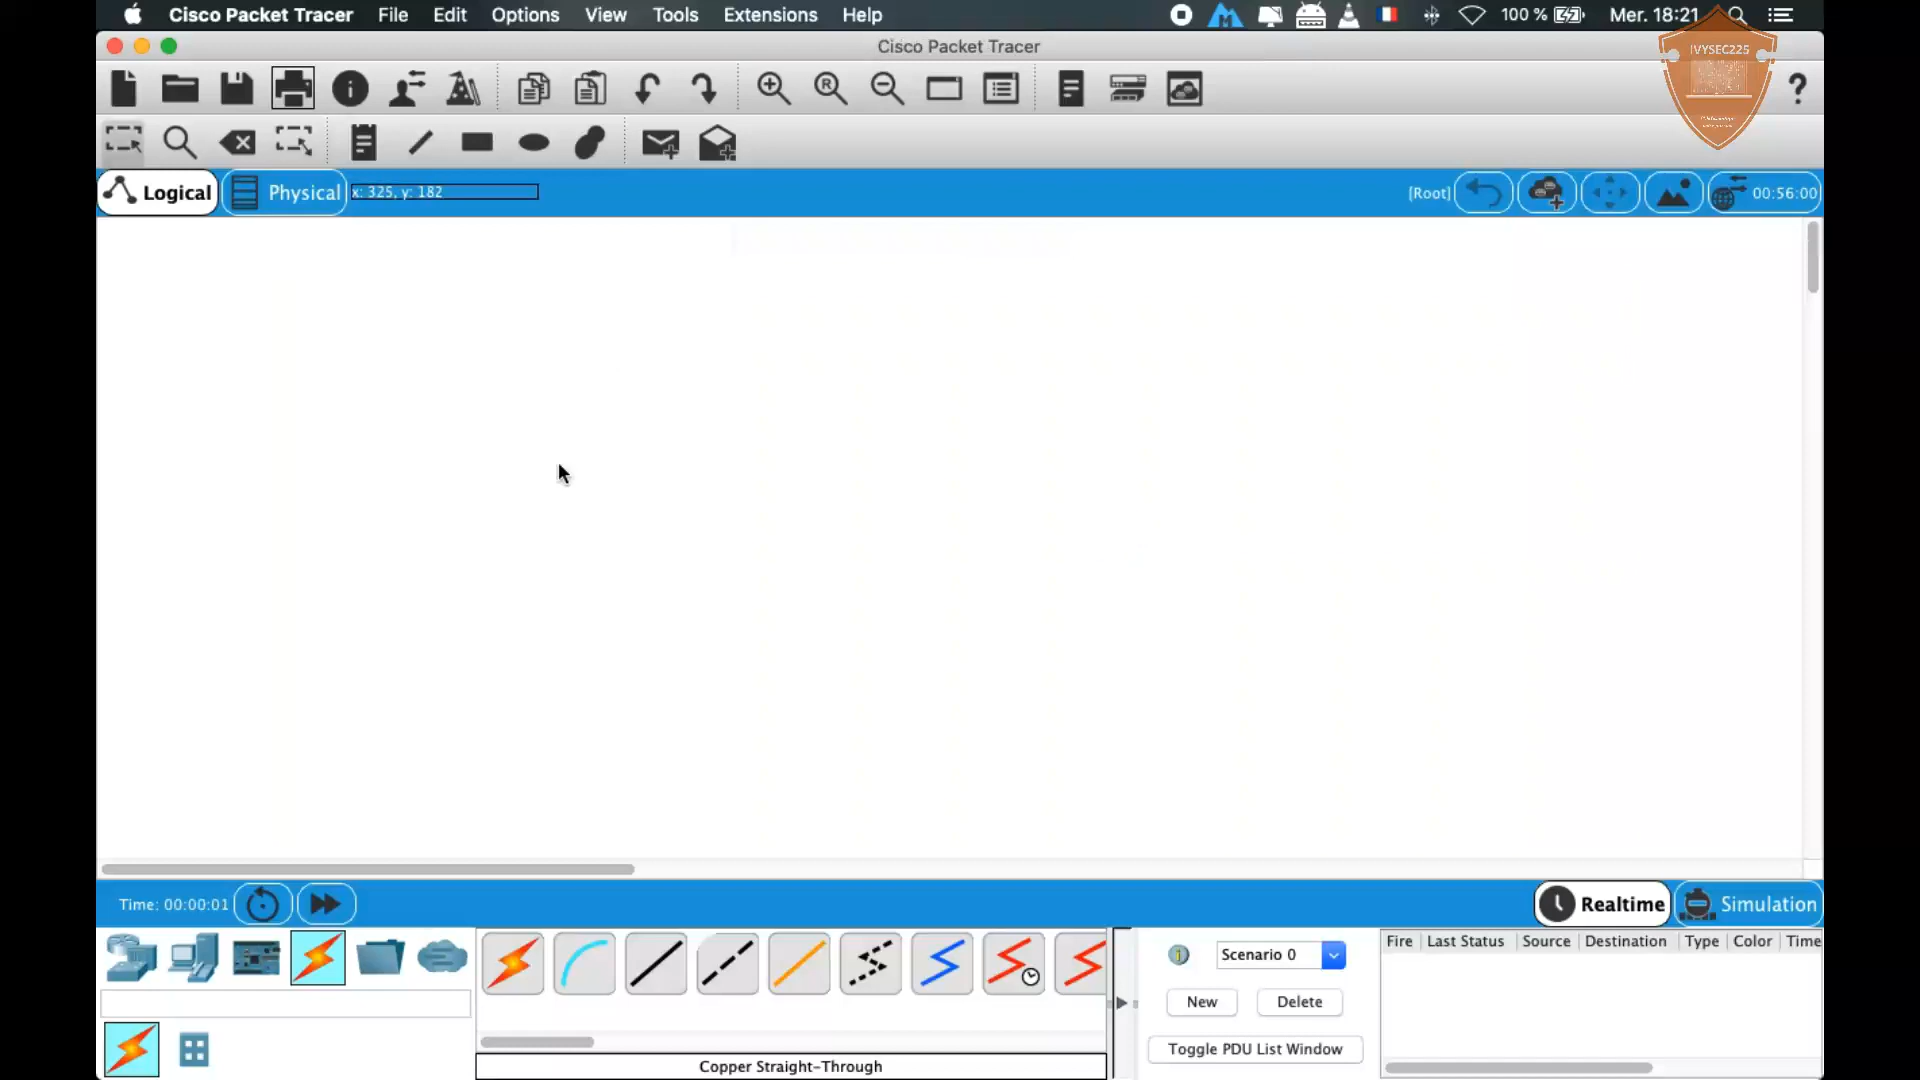 Cisco Packet Tracer File Edit Options View Tools Extensions Help 100 % Mer. 18:21
Cisco Packet Tracer
IVYSEC225
Logical Physical x: 325, y: 182 [Root] 00:56:00
Time: 00:00:01 Realtime Simulation
Scenario 0
Fire Last Status Source Destination Type Color Time
New Delete
Toggle PDU List Window
Copper Straight-Through